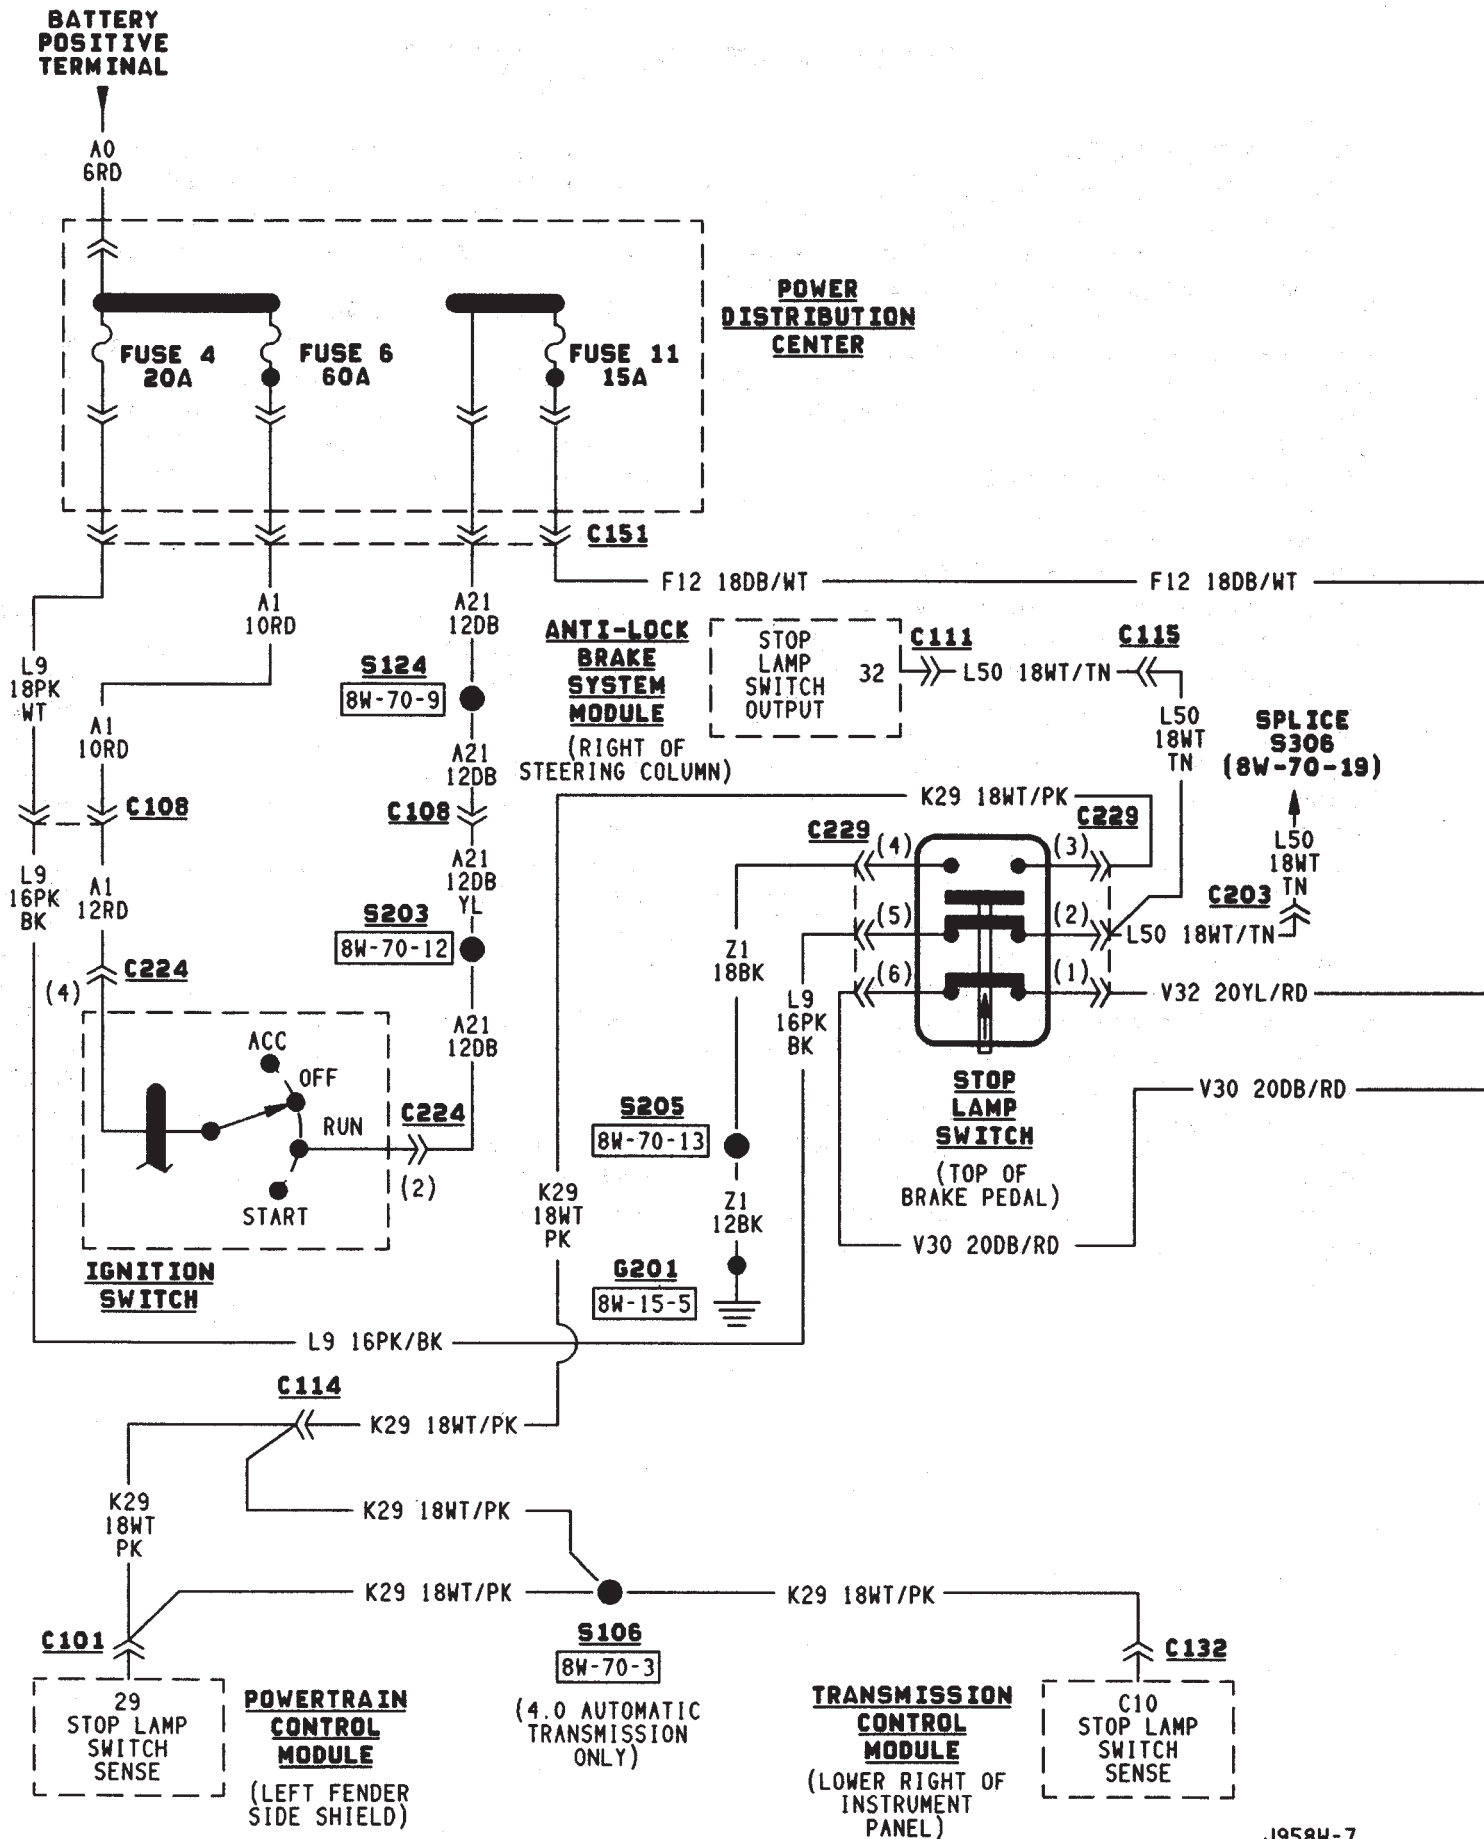 BATTERY
POSITIVE
TERMINAL
A0
6RD
FUSE 4
20A
FUSE 6
60A
FUSE 11
15A
POWER
DISTRIBUTION
CENTER
C151
F12 18DB/WT
F12 18DB/WT
A1
10RD
A21
12DB
L9
18PK
WT
A1
10RD
S124
8W-70-9
A21
12DB
ANTI-LOCK
BRAKE
SYSTEM
MODULE
(RIGHT OF
STEERING COLUMN)
STOP
LAMP
SWITCH
OUTPUT
32
C111
L50 18WT/TN
C115
L50
18WT
TN
SPLICE
S306
(8W-70-19)
C108
C108
K29 18WT/PK
C229
C229
(4)
(3)
L50
18WT
TN
C203
L9
16PK
BK
A1
12RD
A21
12DB
YL
S203
8W-70-12
Z1
18BK
(5)
(2)
L50 18WT/TN
C224
(4)
L9
16PK
BK
(6)
(1)
V32 20YL/RD
A21
12DB
ACC
OFF
RUN
START
C224
(2)
IGNITION
SWITCH
STOP
LAMP
SWITCH
(TOP OF
BRAKE PEDAL)
V30 20DB/RD
V30 20DB/RD
S205
8W-70-13
K29
18WT
PK
Z1
12BK
G201
8W-15-5
L9 16PK/BK
C114
K29 18WT/PK
K29
18WT
PK
K29 18WT/PK
K29 18WT/PK
K29 18WT/PK
S106
8W-70-3
(4.0 AUTOMATIC
TRANSMISSION
ONLY)
C101
29
STOP LAMP
SWITCH
SENSE
POWERTRAIN
CONTROL
MODULE
(LEFT FENDER
SIDE SHIELD)
TRANSMISSION
CONTROL
MODULE
(LOWER RIGHT OF
INSTRUMENT
PANEL)
C132
C10
STOP LAMP
SWITCH
SENSE
J958W-7